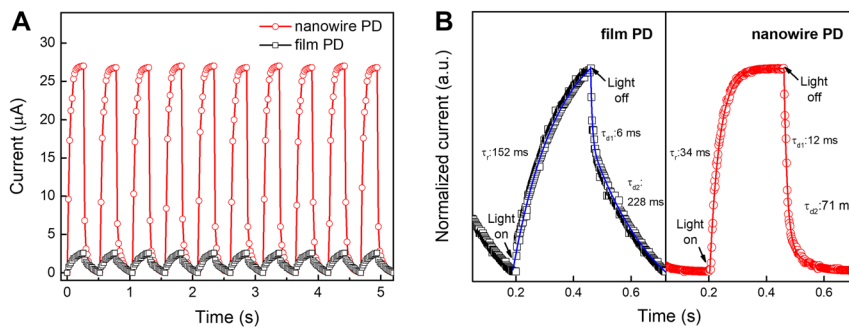 A
nanowire PD
film PD
30
25
20
15
10
5
0
Current (μA)
0 1 2 3 4 5
Time (s)
B
film PD
nanowire PD
Light
off
Light
off
τd1:6 ms
τd1:12 ms
τr:152 ms
τr:34 ms
τd2:
228 ms
τd2:71 m
Light
on
Light
on
Normalized current (a.u.)
0.2 0.4 0.6 0.2 0.4 0.6
Time (s)